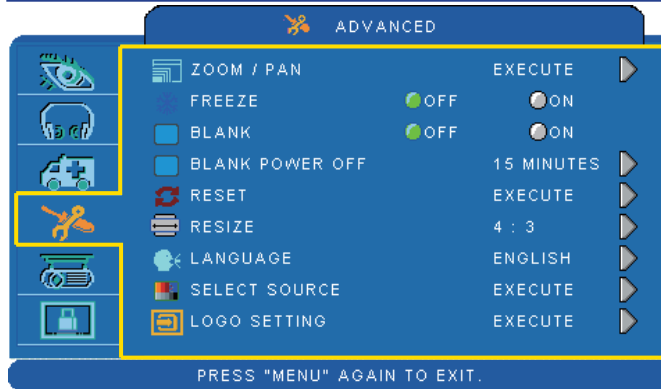 ADVANCED
ZOOM / PAN EXECUTE
FREEZE OFF ON
BLANK OFF ON
BLANK POWER OFF 15 MINUTES
RESET EXECUTE
RESIZE 4 : 3
LANGUAGE ENGLISH
SELECT SOURCE EXECUTE
LOGO SETTING EXECUTE
PRESS "MENU" AGAIN TO EXIT.